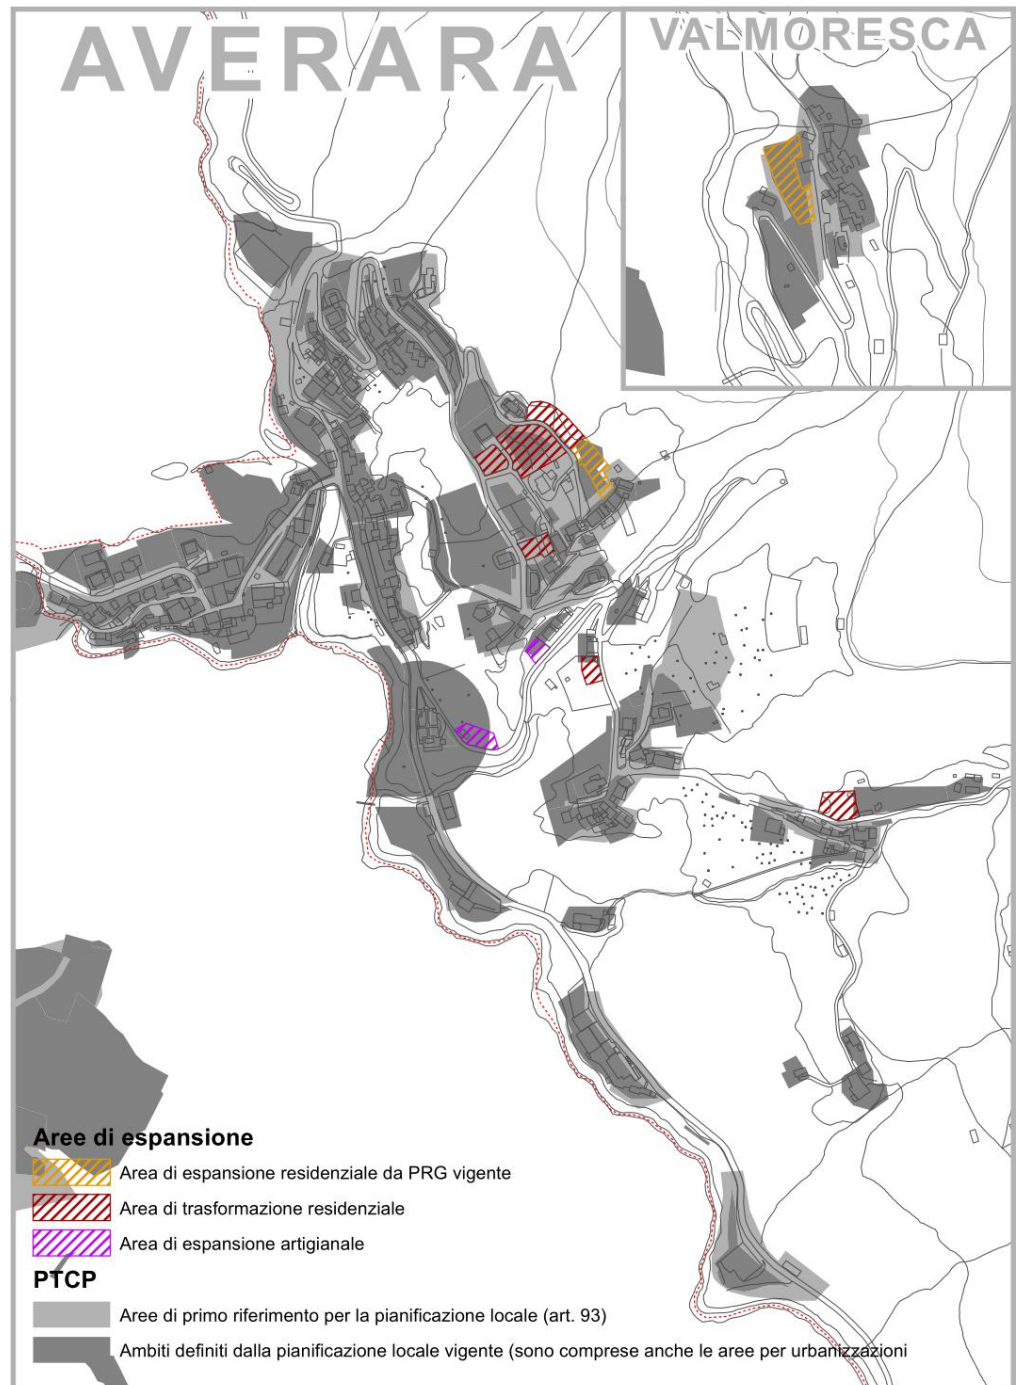 AVERARA
VALMORESCA
Aree di espansione
Area di espansione residenziale da PRG vigente
Area di trasformazione residenziale
Area di espansione artigianale
PTCP
Aree di primo riferimento per la pianificazione locale (art. 93)
Ambiti definiti dalla pianificazione locale vigente (sono comprese anche le aree per urbanizzazioni